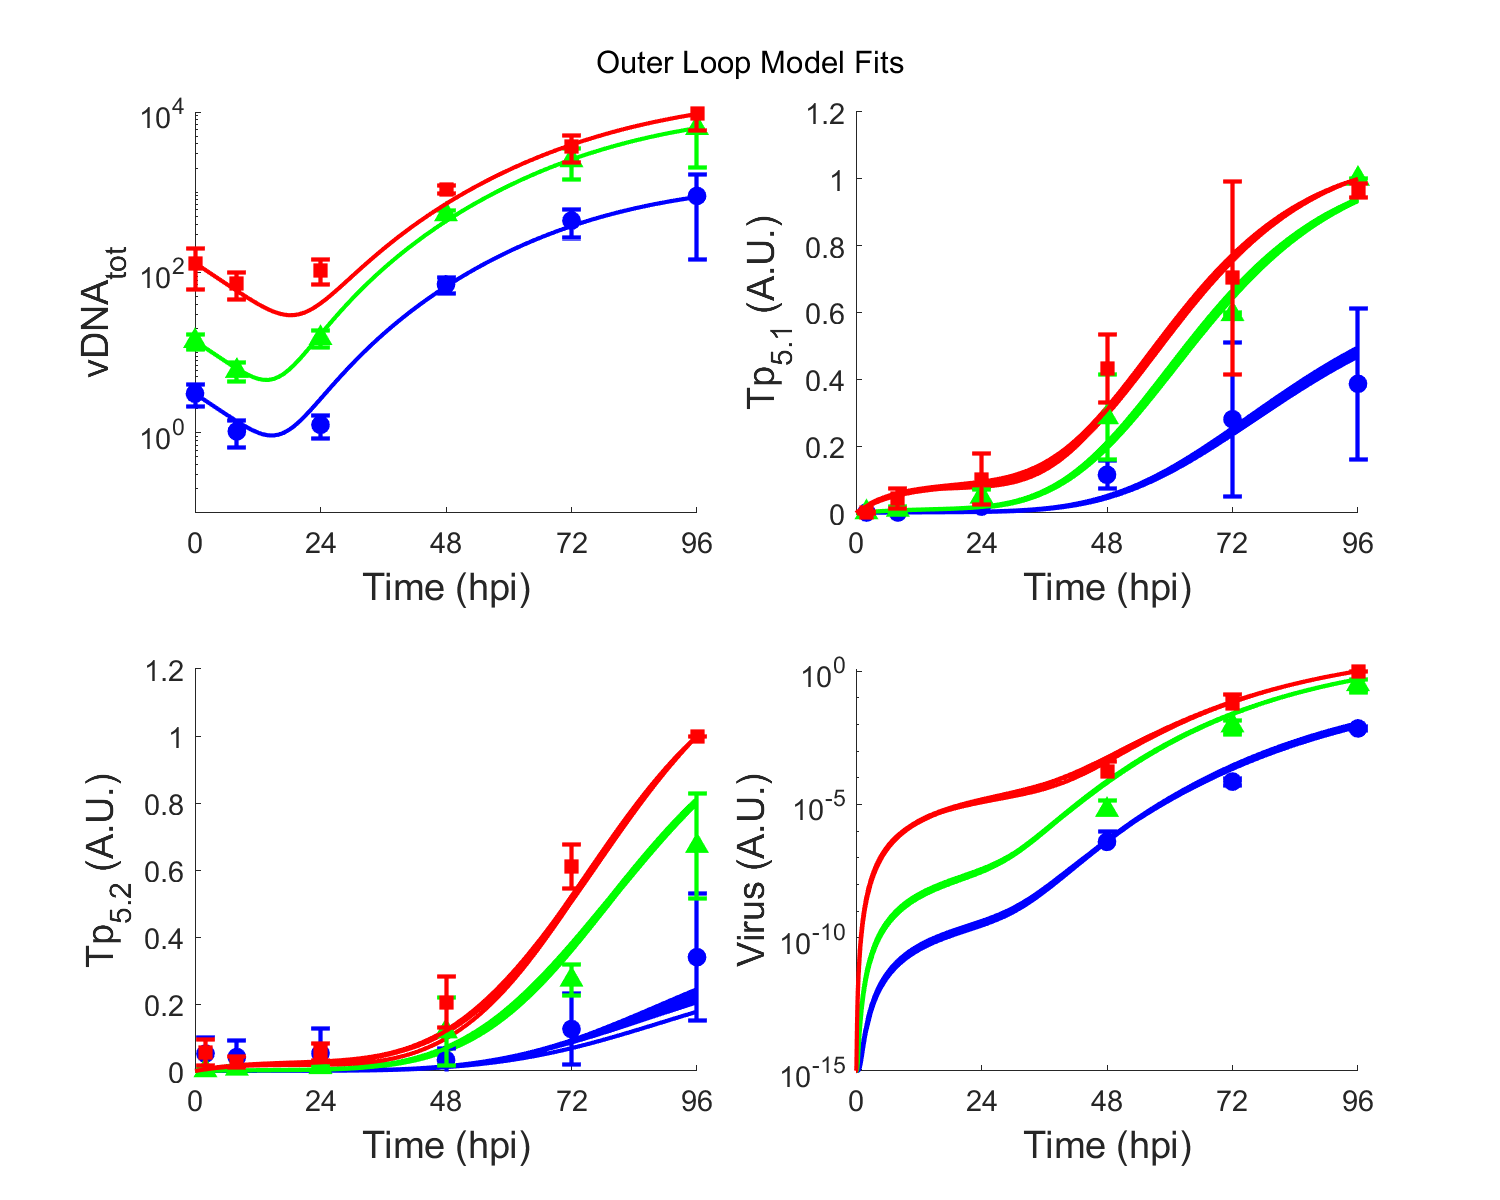 Outer Loop Model Fits
10^4
10^2
10^0
vDNA_tot
0 24 48 72 96
Time (hpi)
1.2
1
0.8
0.6
0.4
0.2
0
Tp_5.1 (A.U.)
0 24 48 72 96
Time (hpi)
1.2
1
0.8
0.6
0.4
0.2
0
Tp_5.2 (A.U.)
0 24 48 72 96
Time (hpi)
10^0
10^-5
10^-10
10^-15
Virus (A.U.)
0 24 48 72 96
Time (hpi)